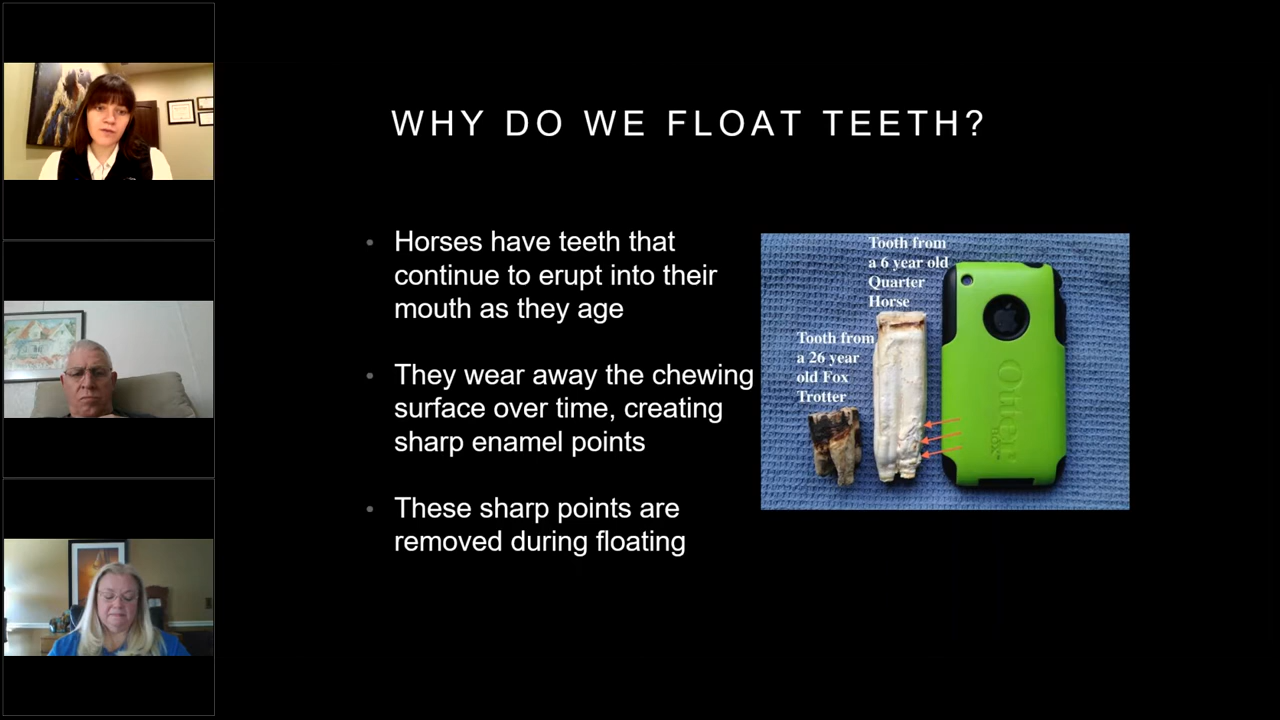 WHY DO WE FLOAT TEETH?
• Horses have teeth that
continue to erupt into their
mouth as they age
• They wear away the chewing
surface over time, creating
sharp enamel points
• These sharp points are
removed during floating
Tooth from
a 6 year old
Quarter
Horse
Tooth from
a 26 year
old Fox
Trotter
Otter
BOX